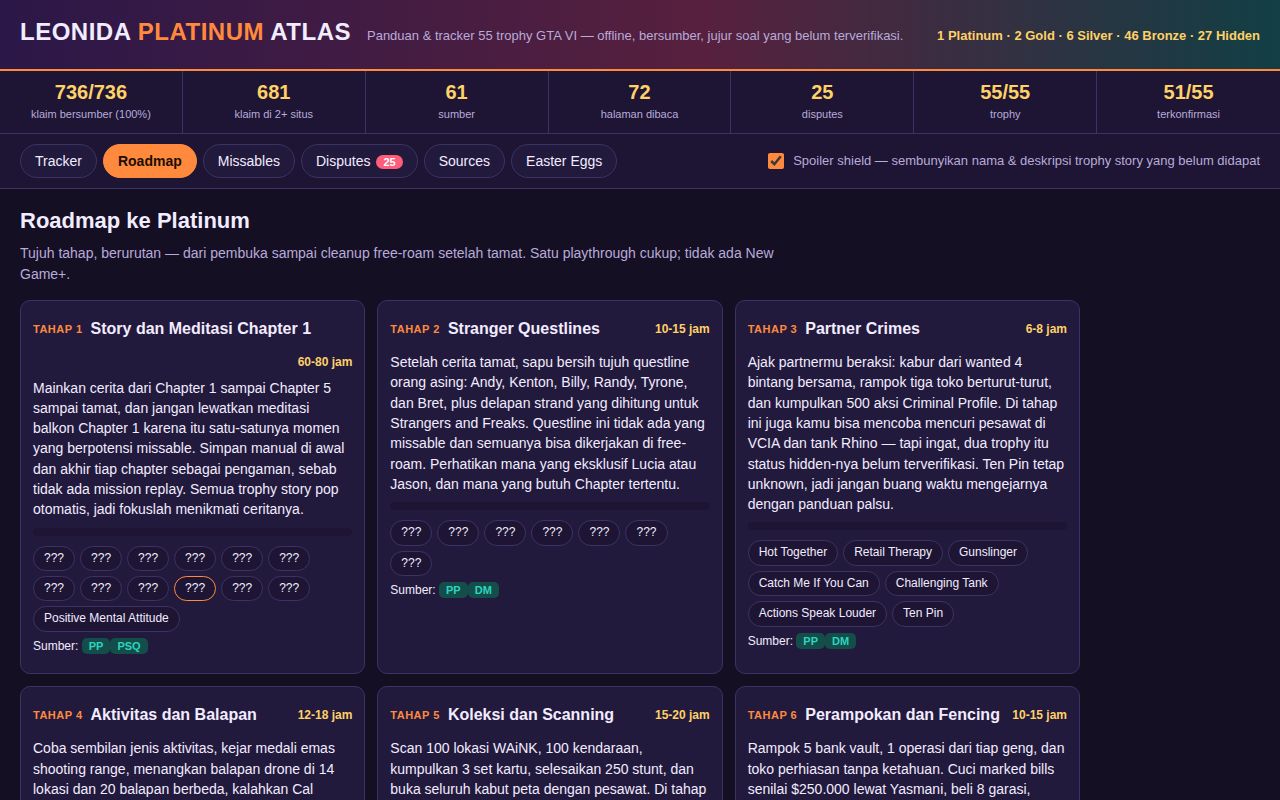 LEONIDA PLATINUM ATLAS
Panduan & tracker 55 trophy GTA VI — offline, bersumber, jujur soal yang belum terverifikasi.
1 Platinum · 2 Gold · 6 Silver · 46 Bronze · 27 Hidden
736/736
klaim bersumber (100%)
681
klaim di 2+ situs
61
sumber
72
halaman dibaca
25
disputes
55/55
trophy
51/55
terkonfirmasi
Tracker
Roadmap
Missables
Disputes 25
Sources
Easter Eggs
Spoiler shield — sembunyikan nama & deskripsi trophy story yang belum didapat
Roadmap ke Platinum
Tujuh tahap, berurutan — dari pembuka sampai cleanup free-roam setelah tamat. Satu playthrough cukup; tidak ada New
Game+.
TAHAP 1 Story dan Meditasi Chapter 1
60-80 jam
Mainkan cerita dari Chapter 1 sampai Chapter 5
sampai tamat, dan jangan lewatkan meditasi
balkon Chapter 1 karena itu satu-satunya momen
yang berpotensi missable. Simpan manual di awal
dan akhir tiap chapter sebagai pengaman, sebab
tidak ada mission replay. Semua trophy story pop
otomatis, jadi fokuslah menikmati ceritanya.
??? ??? ??? ??? ??? ???
??? ??? ??? ??? ??? ???
Positive Mental Attitude
Sumber: PP PSQ
TAHAP 2 Stranger Questlines 10-15 jam
Setelah cerita tamat, sapu bersih tujuh questline
orang asing: Andy, Kenton, Billy, Randy, Tyrone,
dan Bret, plus delapan strand yang dihitung untuk
Strangers and Freaks. Questline ini tidak ada yang
missable dan semuanya bisa dikerjakan di free-
roam. Perhatikan mana yang eksklusif Lucia atau
Jason, dan mana yang butuh Chapter tertentu.
??? ??? ??? ??? ??? ???
???
Sumber: PP DM
TAHAP 3 Partner Crimes 6-8 jam
Ajak partnermu beraksi: kabur dari wanted 4
bintang bersama, rampok tiga toko berturut-turut,
dan kumpulkan 500 aksi Criminal Profile. Di tahap
ini juga kamu bisa mencoba mencuri pesawat di
VCIA dan tank Rhino — tapi ingat, dua trophy itu
status hidden-nya belum terverifikasi. Ten Pin tetap
unknown, jadi jangan buang waktu mengejarnya
dengan panduan palsu.
Hot Together Retail Therapy Gunslinger
Catch Me If You Can Challenging Tank
Actions Speak Louder Ten Pin
Sumber: PP DM
TAHAP 4 Aktivitas dan Balapan 12-18 jam
Coba sembilan jenis aktivitas, kejar medali emas
shooting range, menangkan balapan drone di 14
lokasi dan 20 balapan berbeda, kalahkan Cal
TAHAP 5 Koleksi dan Scanning 15-20 jam
Scan 100 lokasi WAiNK, 100 kendaraan,
kumpulkan 3 set kartu, selesaikan 250 stunt, dan
buka seluruh kabut peta dengan pesawat. Di tahap
TAHAP 6 Perampokan dan Fencing 10-15 jam
Rampok 5 bank vault, 1 operasi dari tiap geng, dan
toko perhiasan tanpa ketahuan. Cuci marked bills
senilai $250.000 lewat Yasmani, beli 8 garasi,